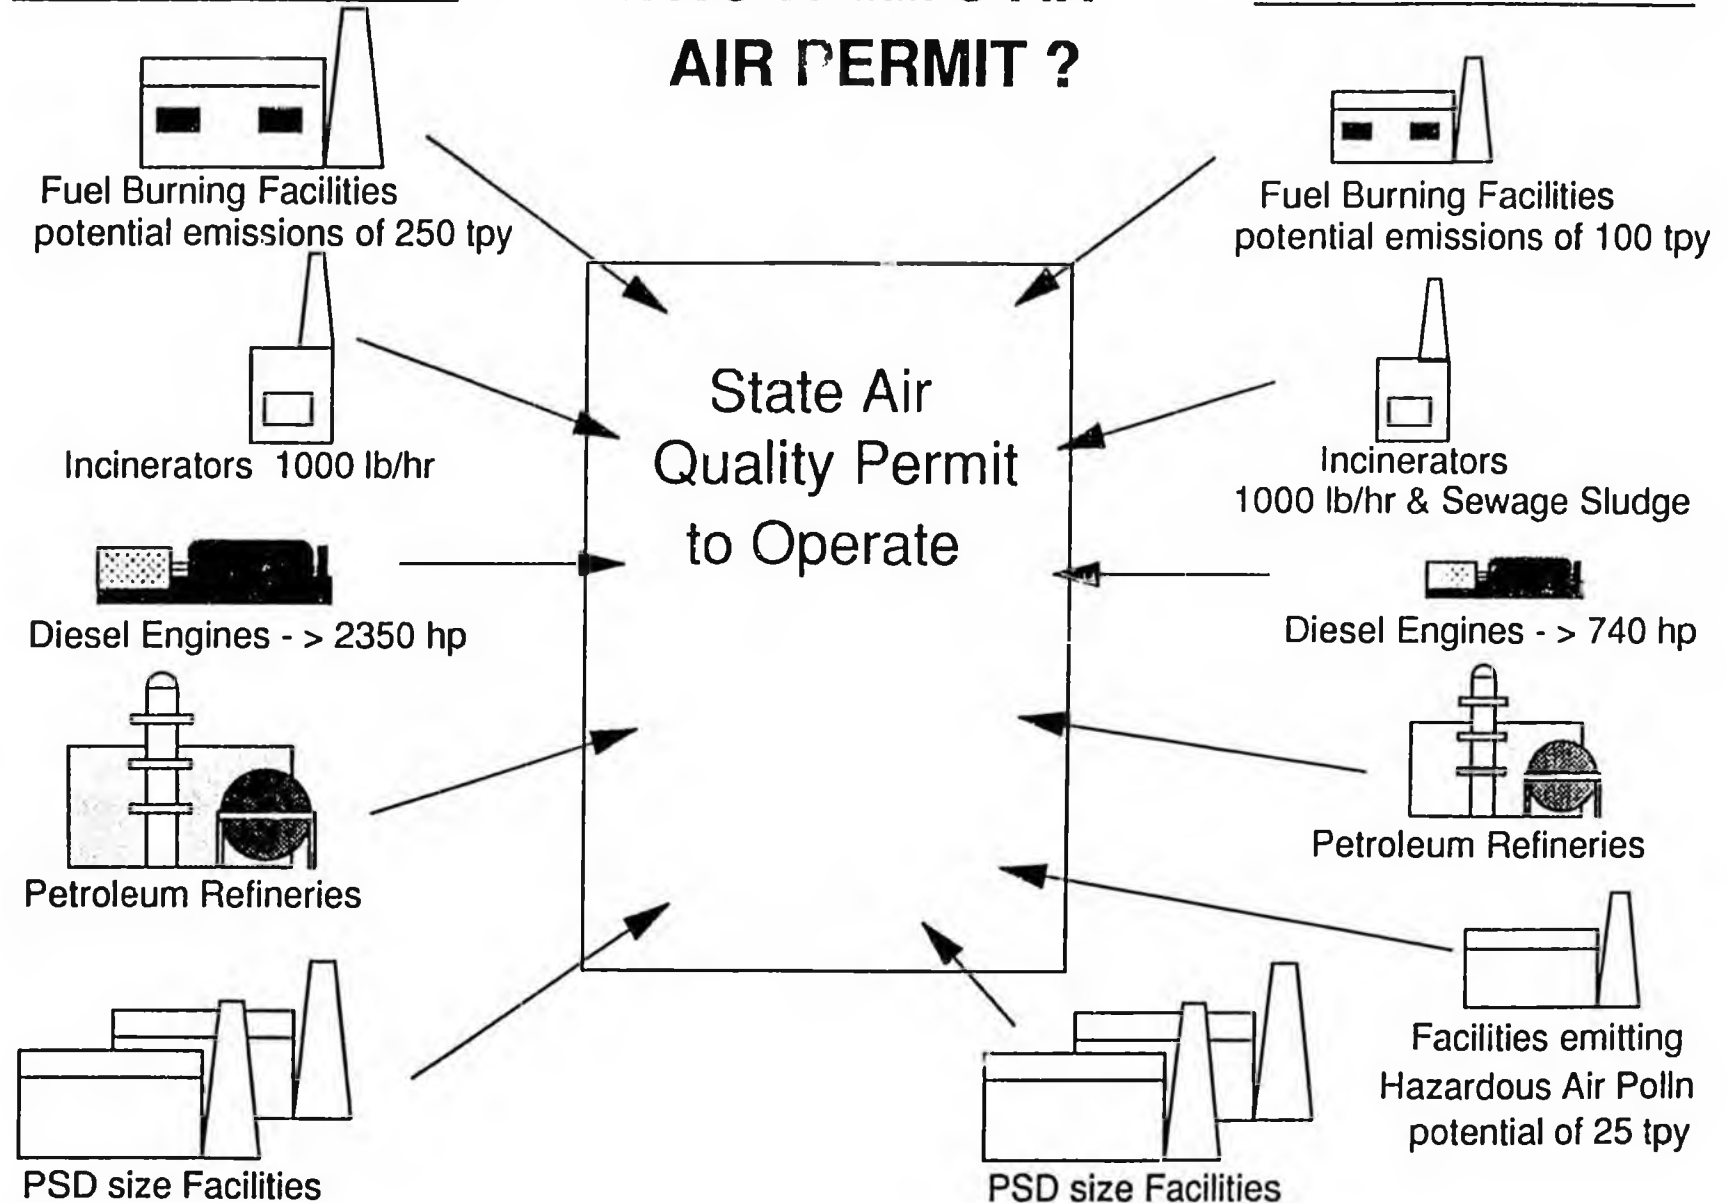 AIR PERMIT ?
Fuel Burning Facilities
potential emissions of 250 tpy
Incinerators 1000 lb/hr
Diesel Engines - > 2350 hp
Petroleum Refineries
PSD size Facilities
State Air
Quality Permit
to Operate
Fuel Burning Facilities
potential emissions of 100 tpy
Incinerators
1000 lb/hr & Sewage Sludge
Diesel Engines - > 740 hp
Petroleum Refineries
Facilities emitting
Hazardous Air Polln
potential of 25 tpy
PSD size Facilities